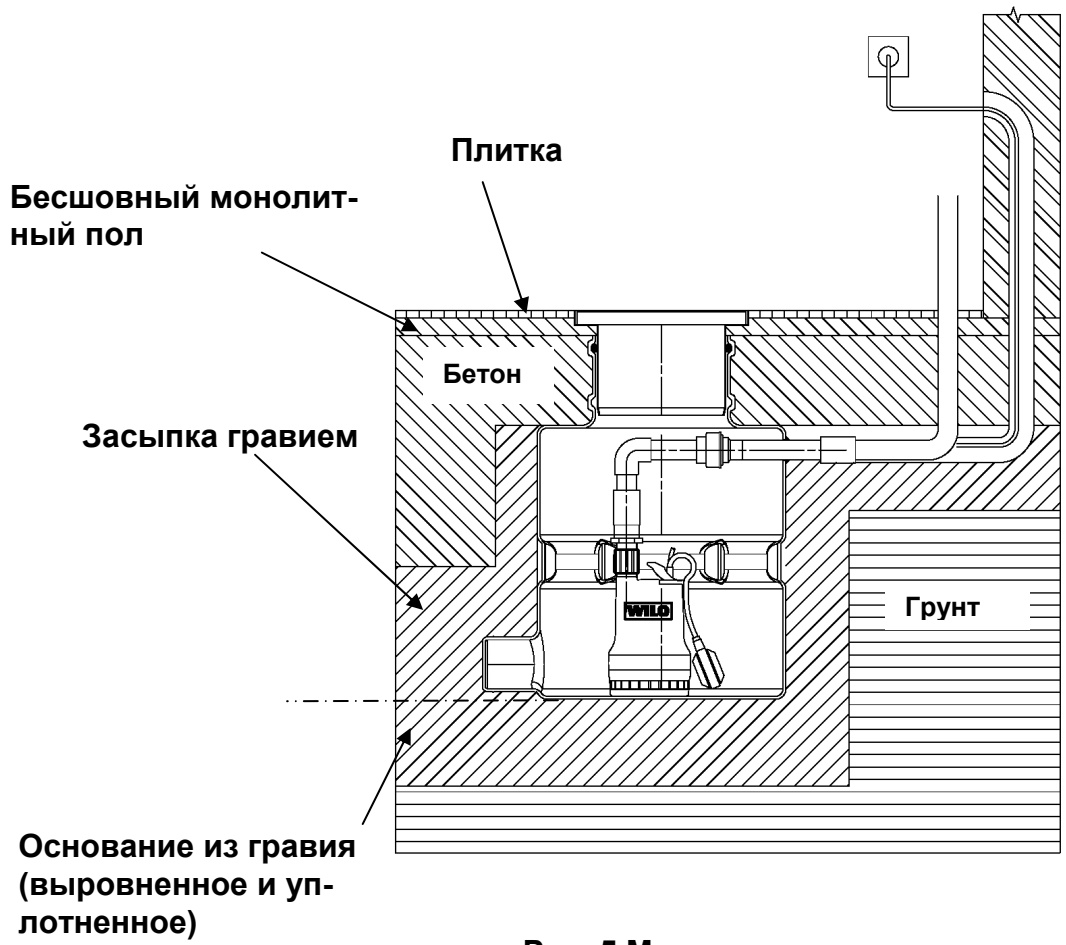 Плитка
Бесшовный монолит-
ный пол
Бетон
Засыпка гравием
WILO
Грунт
Основание из гравия
(выровненное и уп-
лотненное)